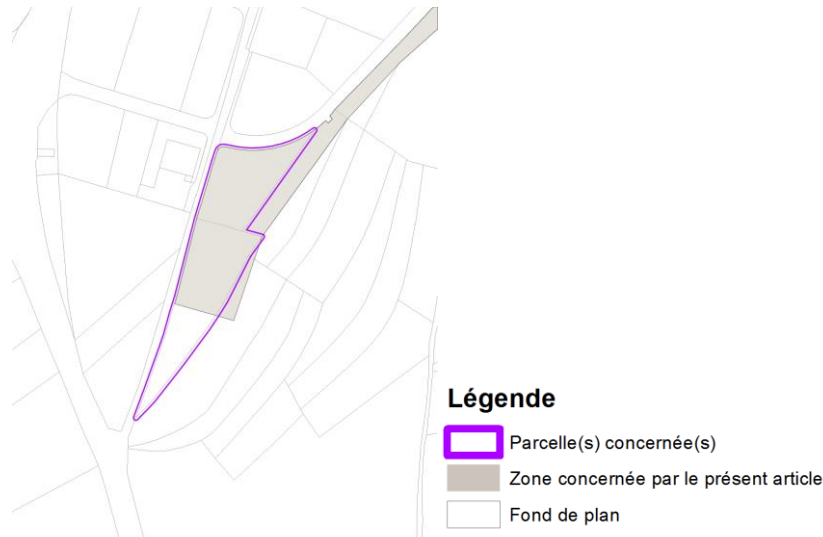 Légende
Parcelle(s) concernée(s)
Zone concernée par le présent article
Fond de plan